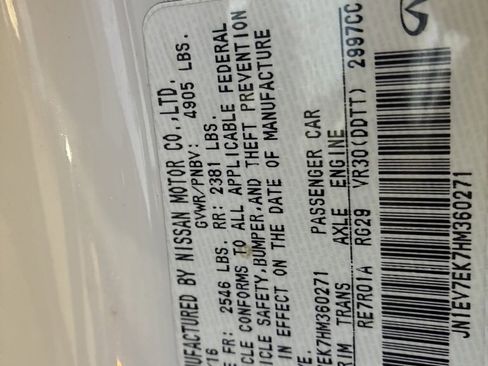 UFACTURED BY NISSAN MOTOR CO.,LTD.
/16 GVWR/PNBV: 4905 LBS.
E FR: 2546 LBS. RR: 2381 LBS.
CLE CONFORMS TO ALL APPLICABLE FEDERAL
ICLE SAFETY,BUMPER,AND THEFT PREVENTION
IN EFFECT ON THE DATE OF MANUFACTURE
VE.
7EK7HM360271 PASSENGER CAR
RIM TRANS AXLE ENGINE
RE7R01A RG29 VR30(DDTT) 2997CC
JN1EV7EK7HM360271